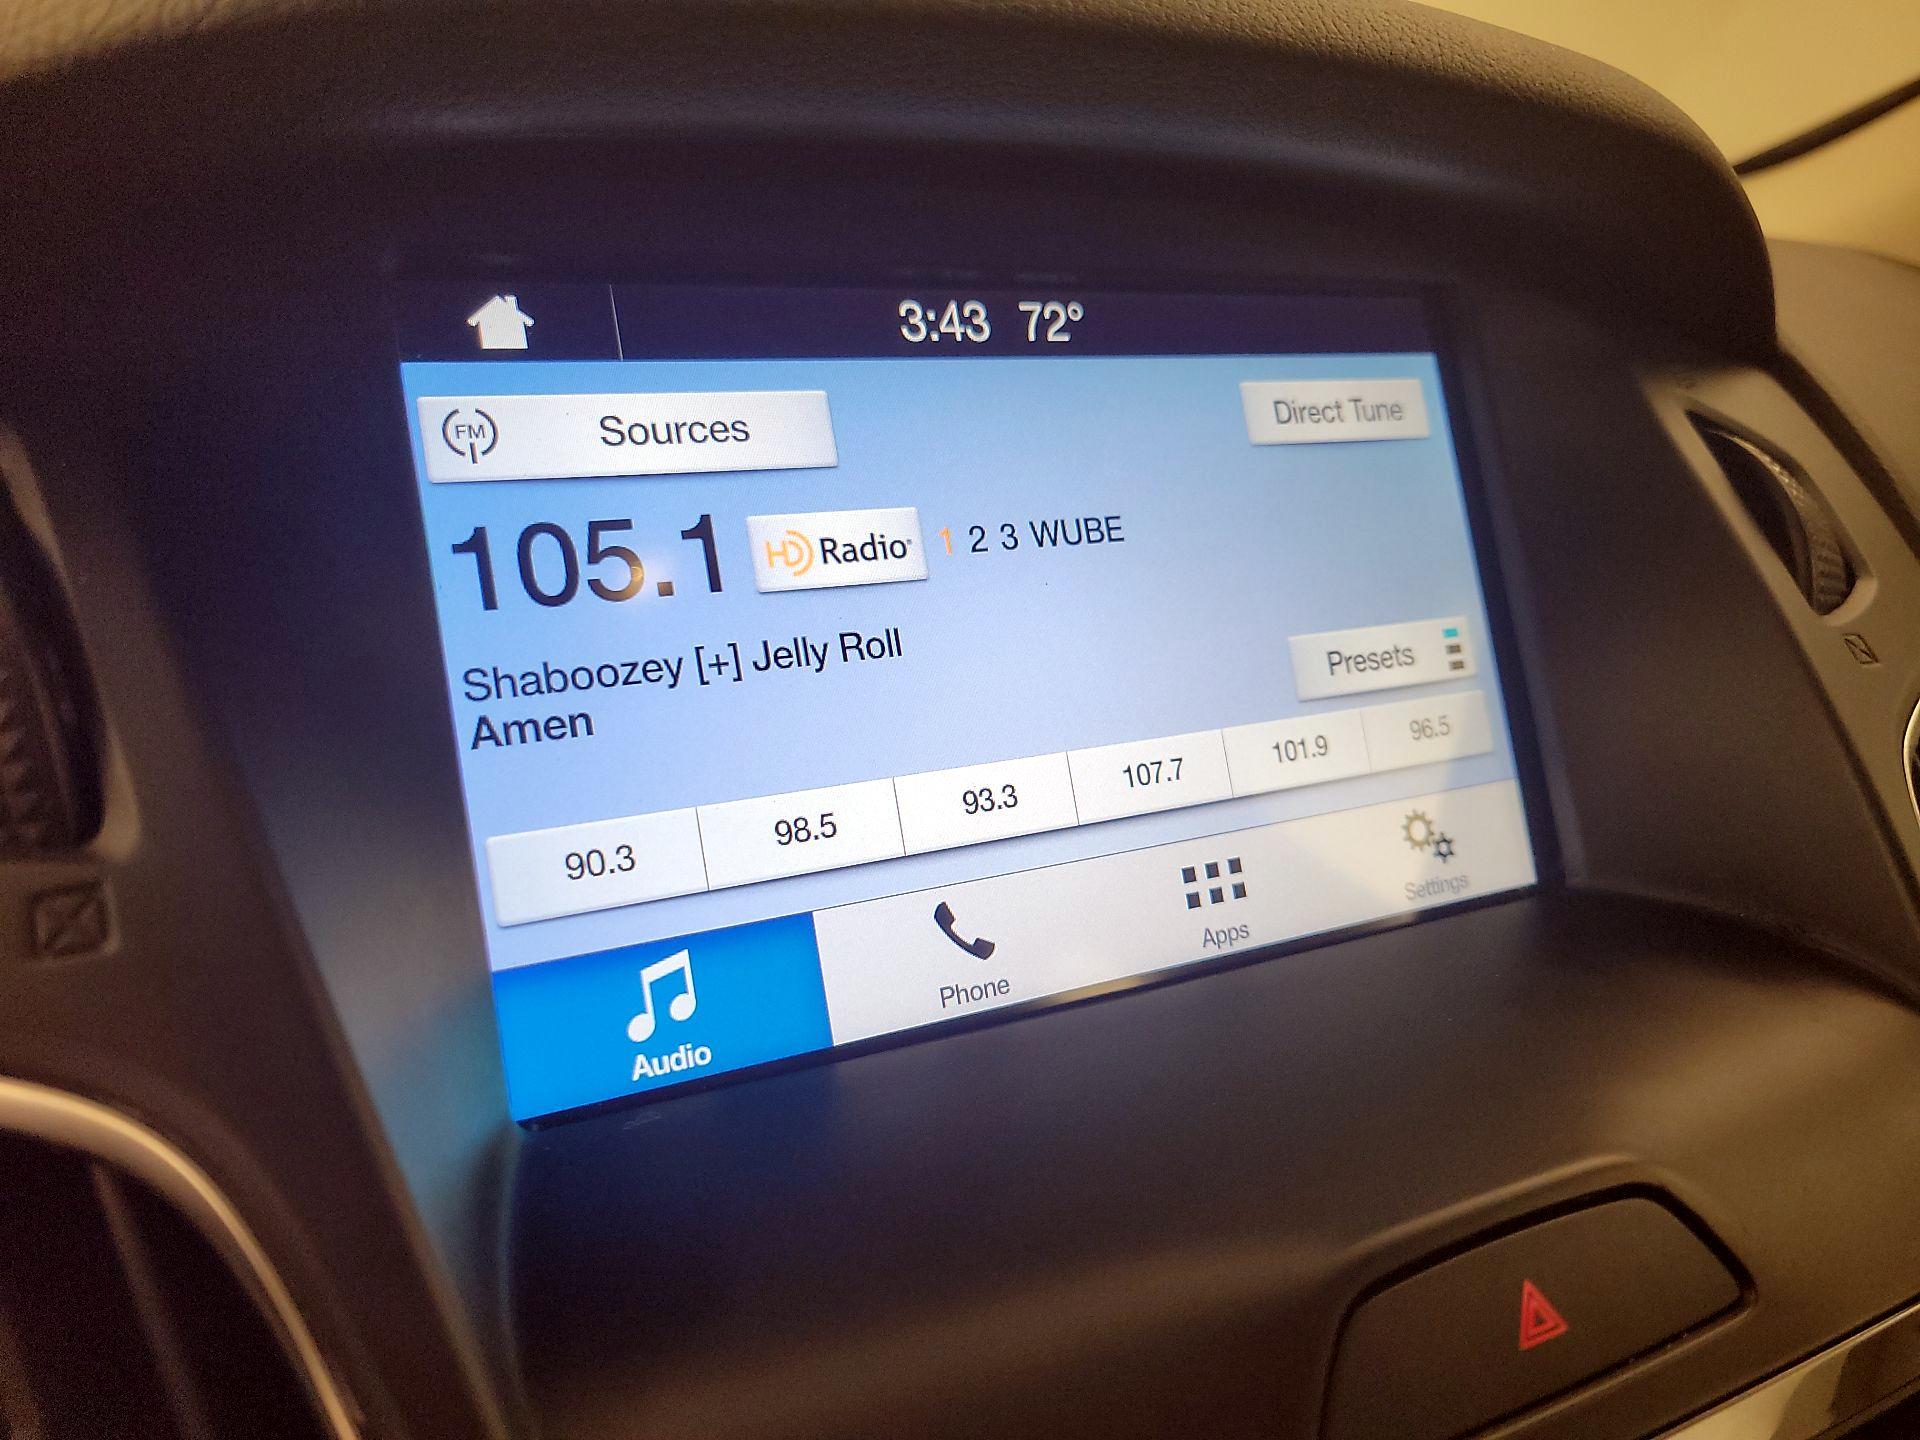 3:43 72°
FM Sources
Direct Tune
105.1 HD Radio 1 2 3 WUBE
Shaboozey [+] Jelly Roll
Amen
Presets
90.3 98.5 93.3 107.7 101.9 96.5
Audio Phone Apps Settings